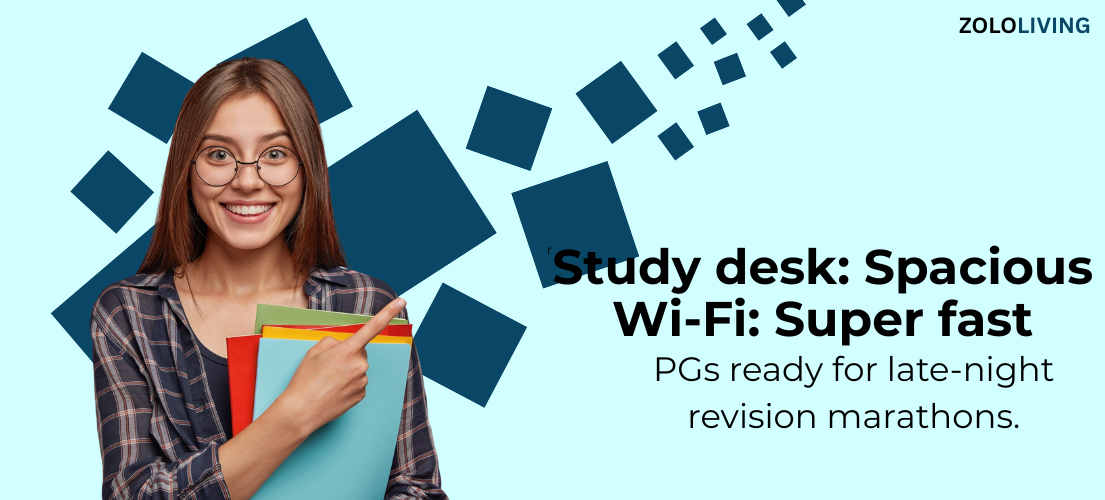 ZOLOLIVING
Study desk: Spacious
Wi-Fi: Super fast
PGs ready for late-night
revision marathons.